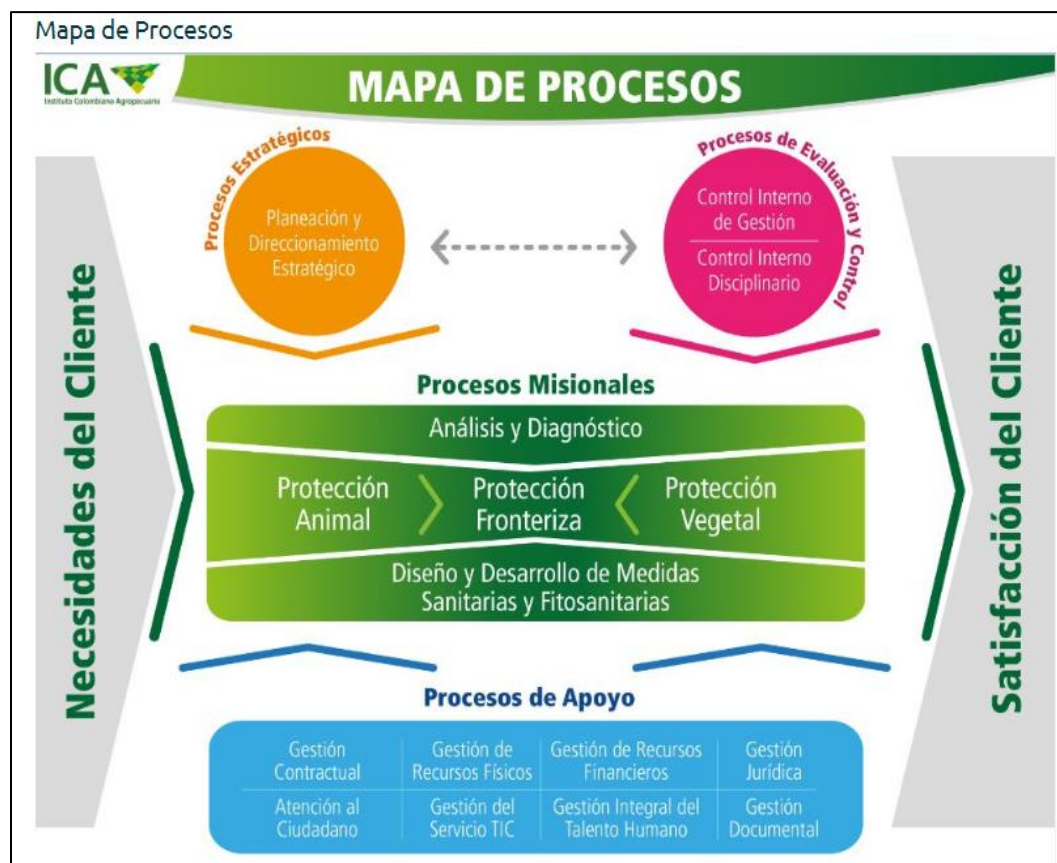 Mapa de Procesos
ICA
Instituto Colombiano Agropecuario
MAPA DE PROCESOS
Necesidades del Cliente
Procesos Estratégicos
Planeación y
Direccionamiento
Estratégico
Procesos de Evaluación y Control
Control Interno
de Gestión
Control Interno
Disciplinario
Procesos Misionales
Análisis y Diagnóstico
Protección
Animal
Protección
Fronteriza
Protección
Vegetal
Diseño y Desarrollo de Medidas
Sanitarias y Fitosanitarias
Procesos de Apoyo
Gestión
Contractual
Gestión de
Recursos Físicos
Gestión de Recursos
Financieros
Gestión
Jurídica
Atención al
Ciudadano
Gestión del
Servicio TIC
Gestión Integral del
Talento Humano
Gestión
Documental
Satisfacción del Cliente